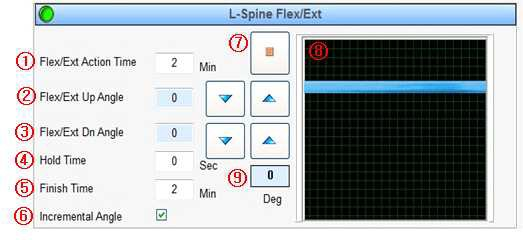 L-Spine Flex/Ext
① Flex/Ext Action Time 2 Min
② Flex/Ext Up Angle 0
③ Flex/Ext Dn Angle 0
④ Hold Time 0 Sec
⑤ Finish Time 2 Min
⑥ Incremental Angle
⑦
⑧
⑨
0
Deg